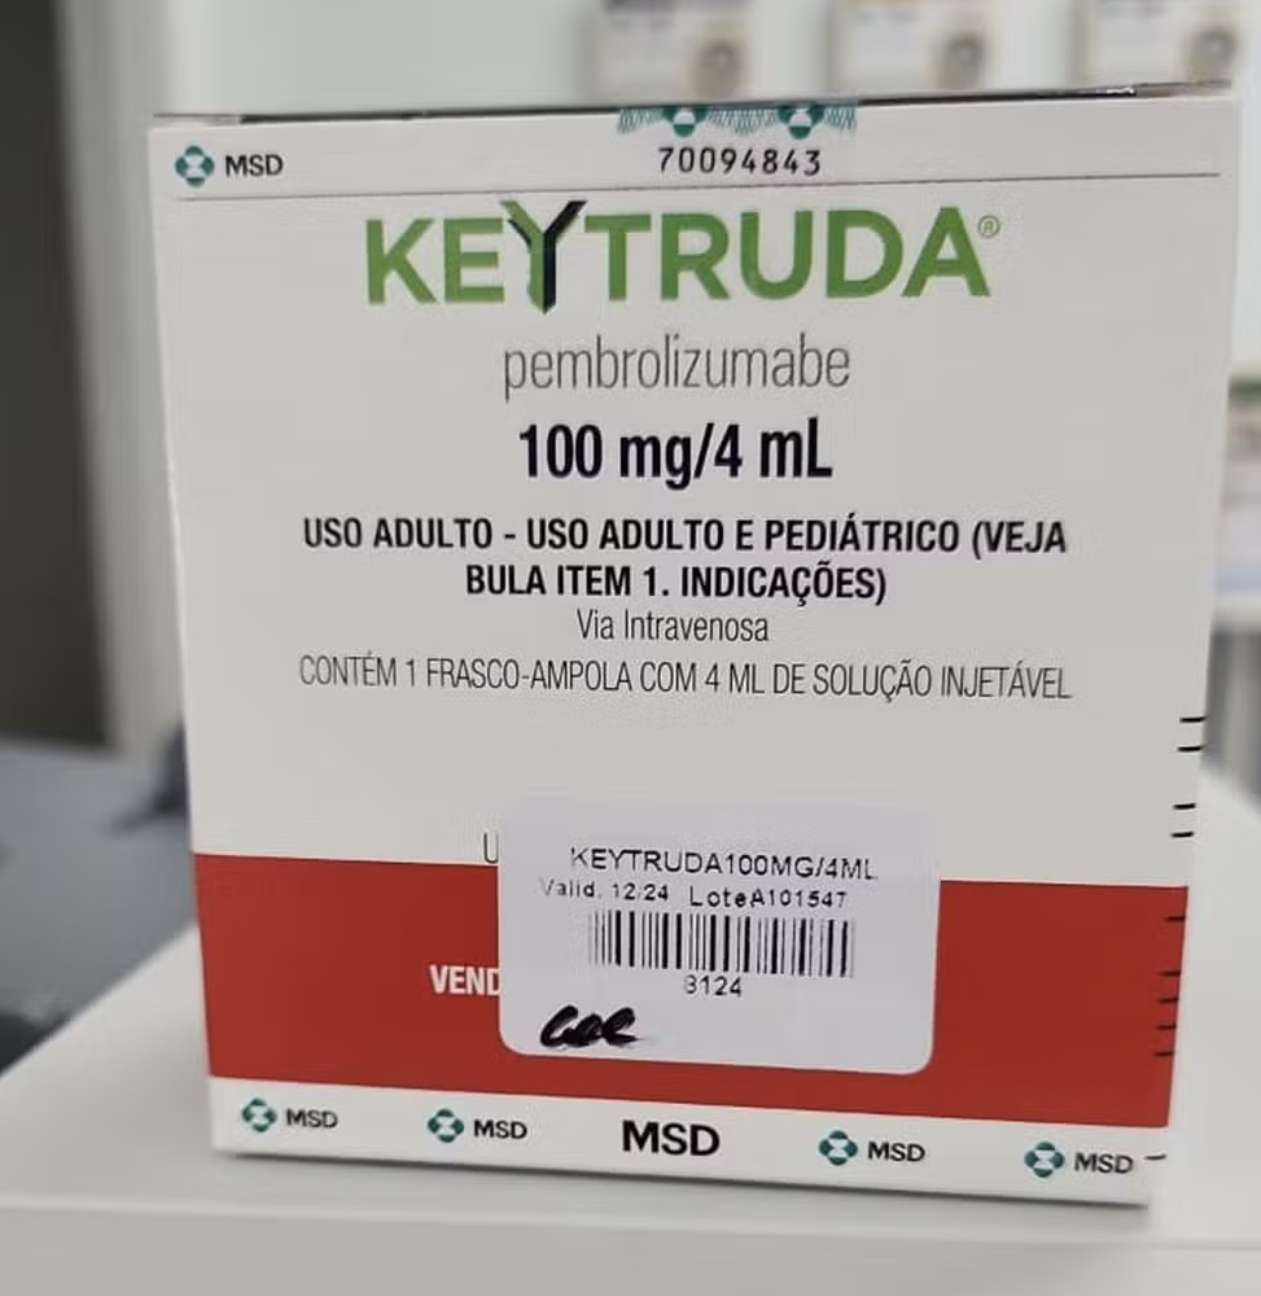 MSD
70094843
KEYTRUDA®
pembrolizumabe
100 mg/4 mL
USO ADULTO - USO ADULTO E PEDIÁTRICO (VEJA
BULA ITEM 1. INDICAÇÕES)
Via Intravenosa
CONTÉM 1 FRASCO-AMPOLA COM 4 ML DE SOLUÇÃO INJETÁVEL
U
KEYTRUDA100MG/4ML
Valid. 12/24 LoteA101547
VEND
3124
MSD MSD MSD MSD MSD